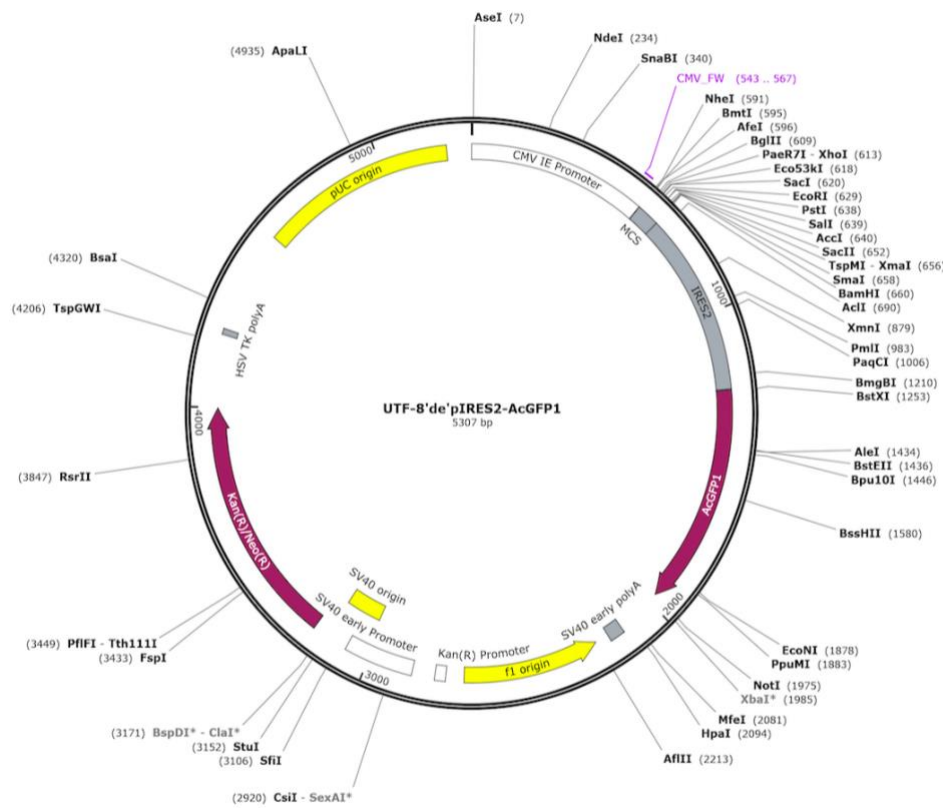 AseI (7)
NdeI (234)
SnaBI (340)
CMV_FW (543 .. 567)
NheI (591)
BmtI (595)
AfeI (596)
BglII (609)
PaeR7I - XhoI (613)
Eco53kI (618)
SacI (620)
EcoRI (629)
PstI (638)
SalI (639)
AccI (640)
SacII (652)
TspMI - XmaI (656)
SmaI (658)
BamHI (660)
AclI (690)
XmnI (879)
PmlI (983)
PaqCI (1006)
BmgBI (1210)
BstXI (1253)
AleI (1434)
BstEII (1436)
Bpu10I (1446)
BssHII (1580)
EcoNI (1878)
PpuMI (1883)
NotI (1975)
XbaI* (1985)
MfeI (2081)
HpaI (2094)
AflII (2213)
(2920) CsiI - SexAI*
(3106) SfiI
(3152) StuI
(3171) BspDI* - ClaI*
(3433) FspI
(3449) PflFI - Tth111I
(3847) RsrII
(4206) TspGWI
(4320) BsaI
(4935) ApaLI
CMV IE Promoter
MCS
IRES2
1000
AcGFP1
2000
SV40 early polyA
f1 origin
Kan(R) Promoter
3000
SV40 early Promoter
SV40 origin
Kan(R)/Neo(R)
4000
HSV TK polyA
pUC origin
5000
UTF-8'de'pIRES2-AcGFP1
5307 bp